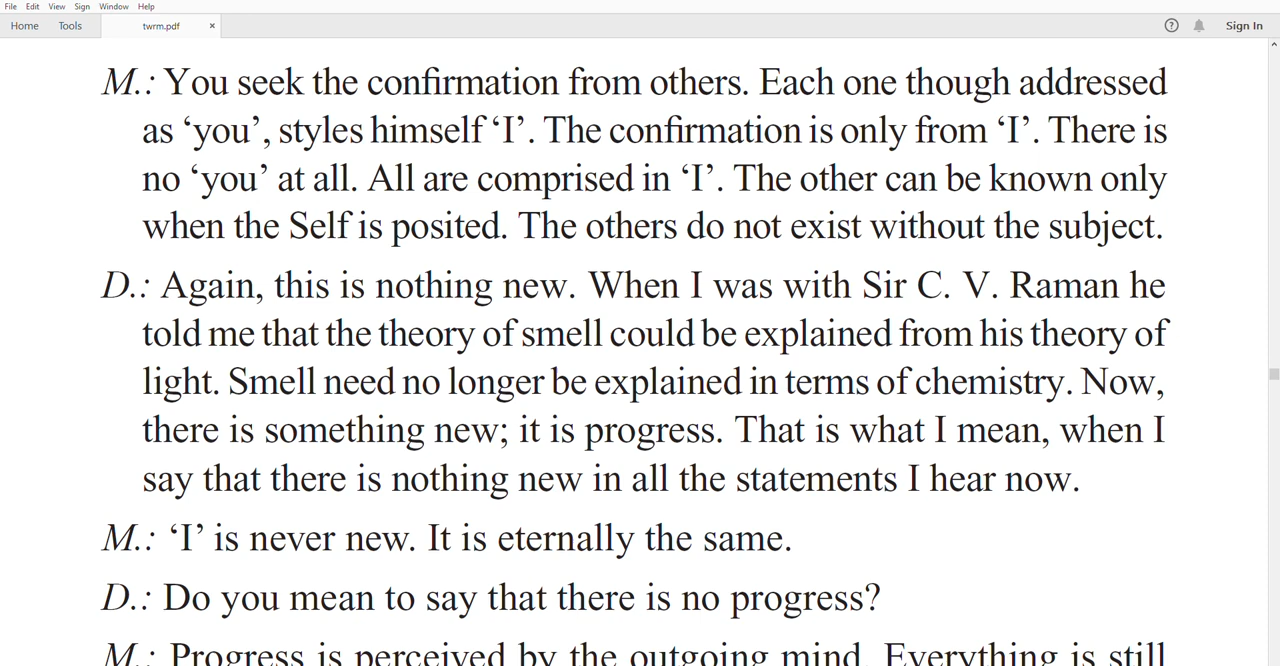 File Edit View Sign Window Help
Home Tools twrm.pdf × ? Sign In
M.: You seek the confirmation from others. Each one though addressed
as ‘you’, styles himself ‘I’. The confirmation is only from ‘I’. There is
no ‘you’ at all. All are comprised in ‘I’. The other can be known only
when the Self is posited. The others do not exist without the subject.
D.: Again, this is nothing new. When I was with Sir C. V. Raman he
told me that the theory of smell could be explained from his theory of
light. Smell need no longer be explained in terms of chemistry. Now,
there is something new; it is progress. That is what I mean, when I
say that there is nothing new in all the statements I hear now.
M.: ‘I’ is never new. It is eternally the same.
D.: Do you mean to say that there is no progress?
M.: Progress is perceived by the outgoing mind. Everything is still